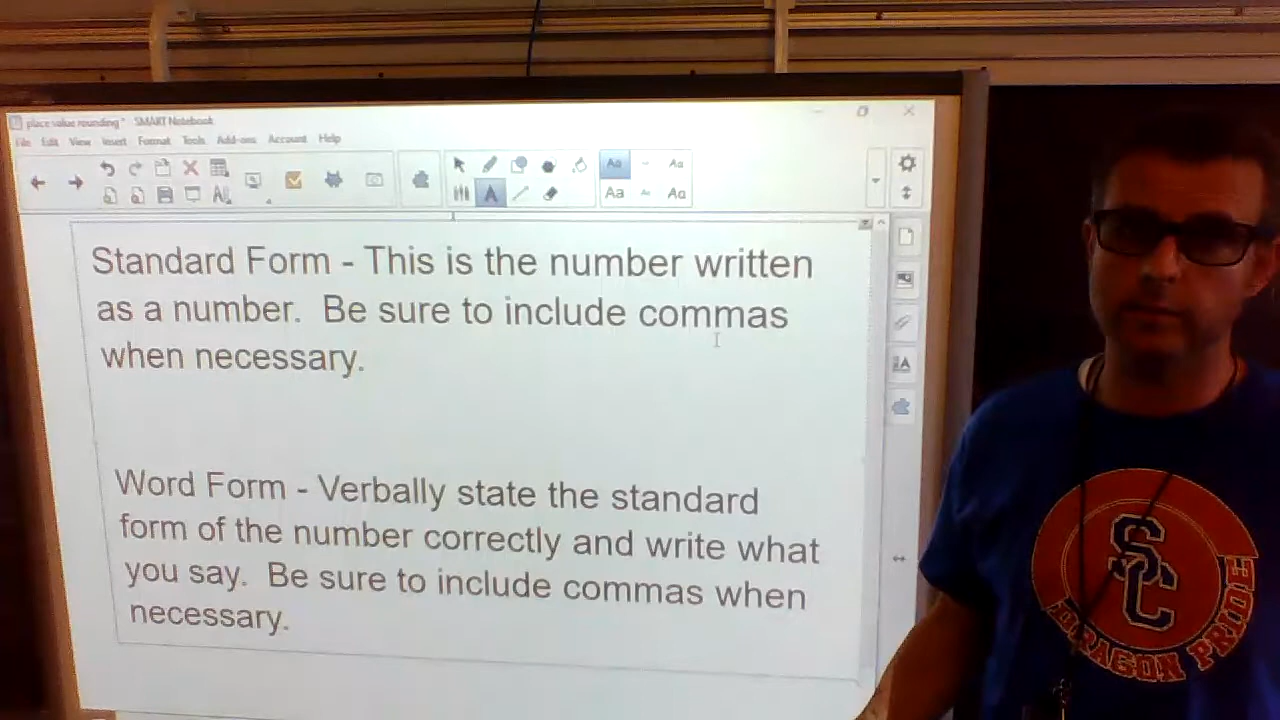 place value rounding * SMART Notebook
File Edit View Insert Format Tools Add-ons Account Help
Standard Form - This is the number written
as a number. Be sure to include commas
when necessary.
Word Form - Verbally state the standard
form of the number correctly and write what
you say. Be sure to include commas when
necessary.
SC
DRAGON PRIDE